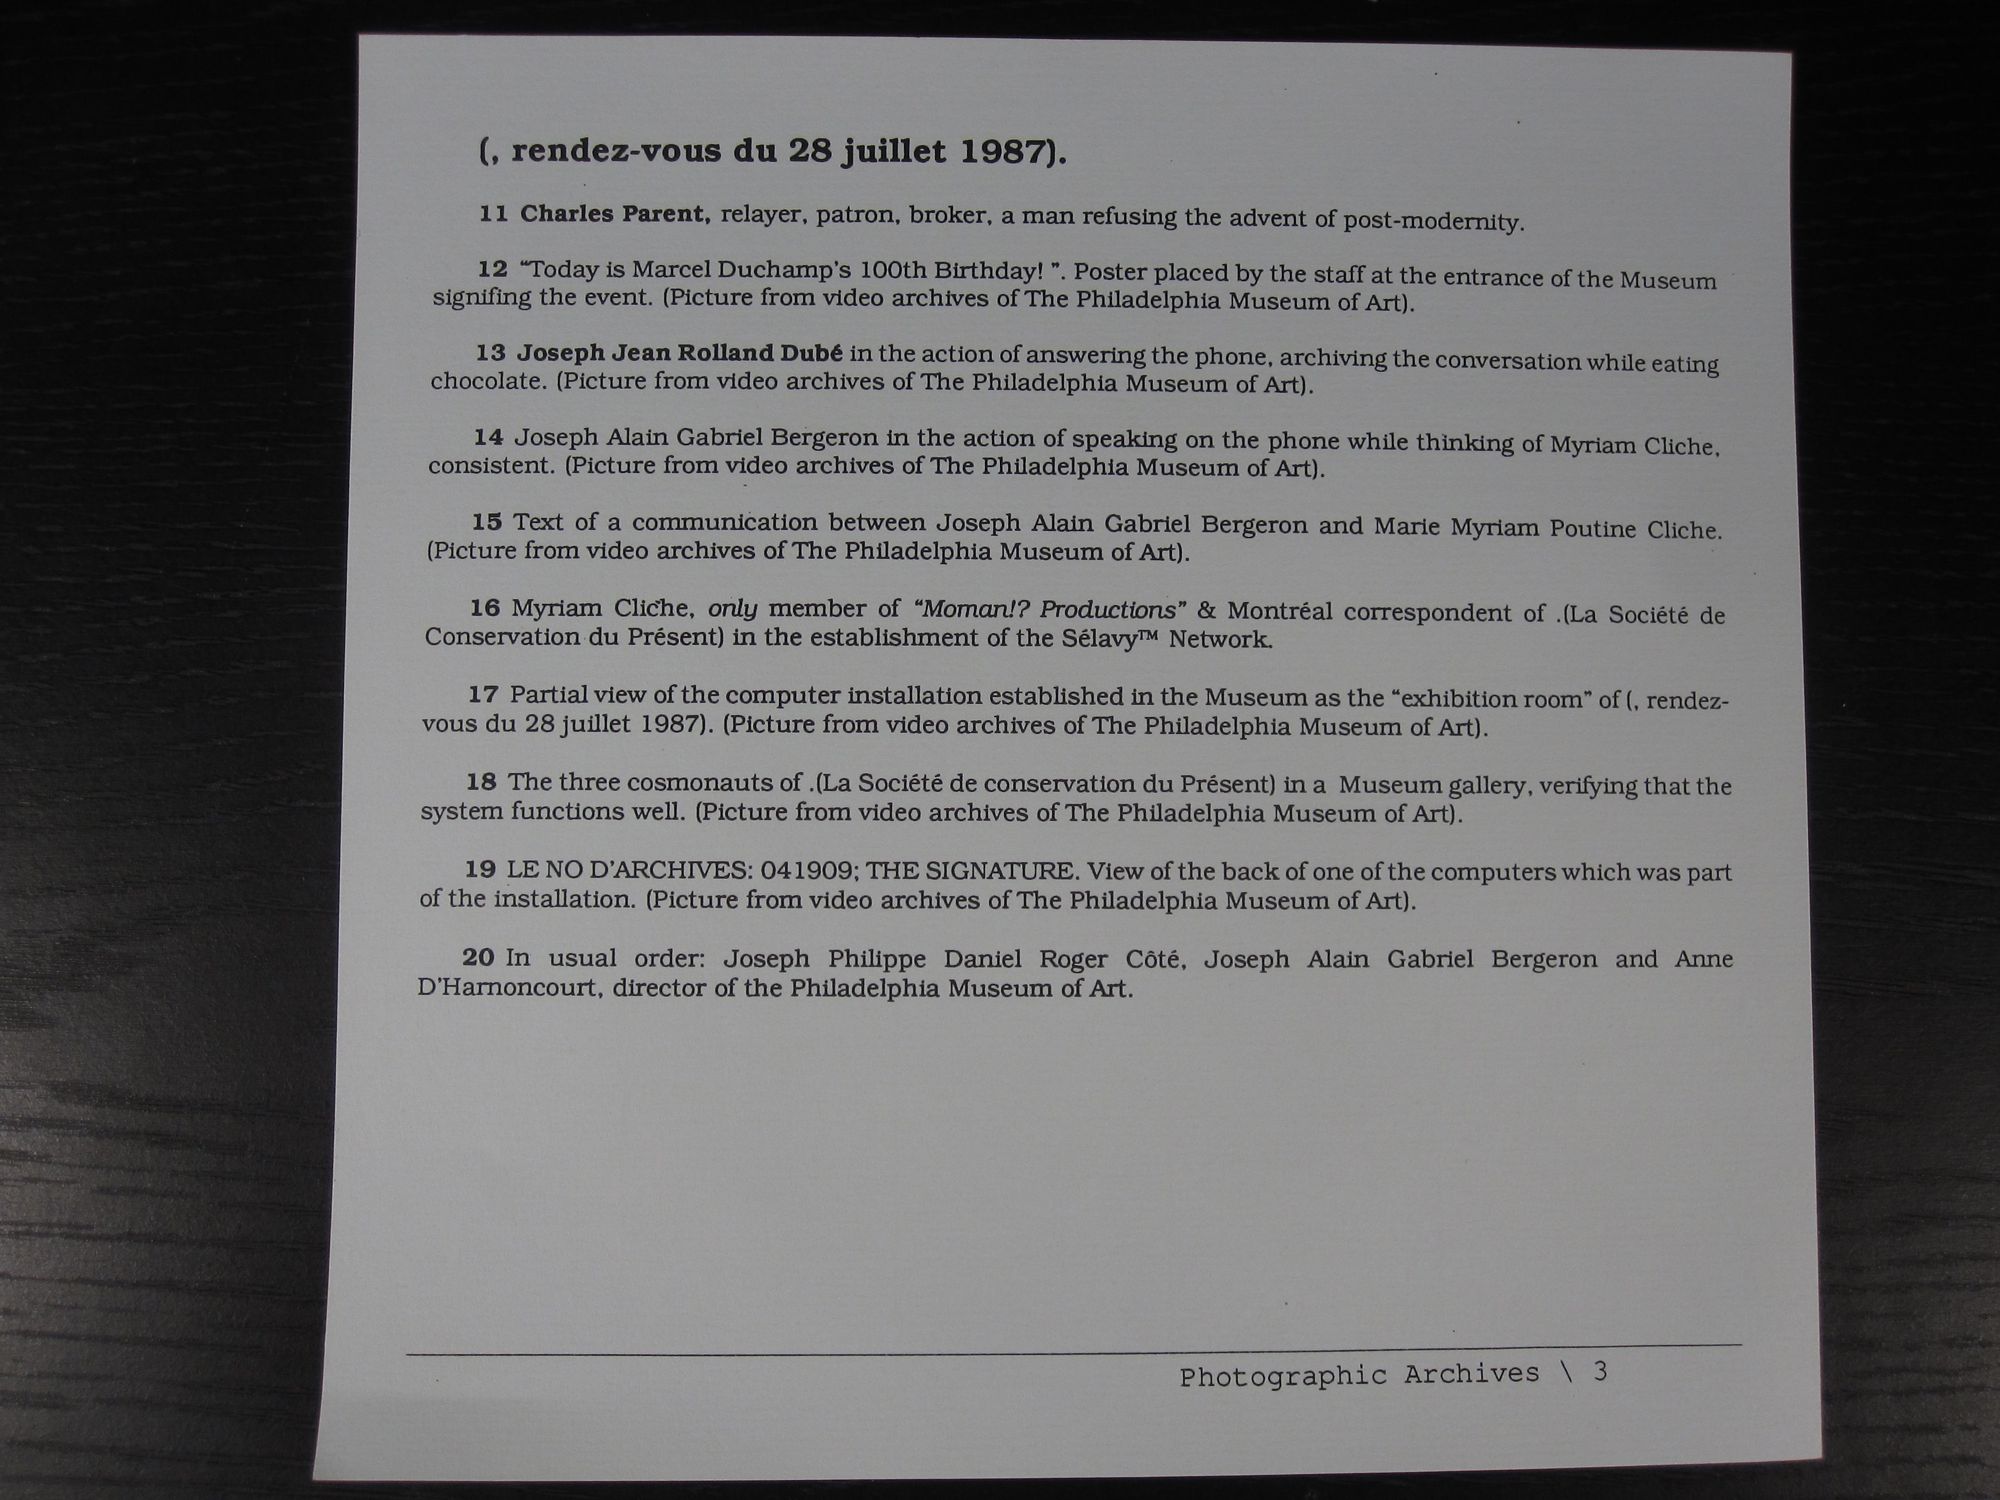 (, rendez-vous du 28 juillet 1987).
11 Charles Parent, relayer, patron, broker, a man refusing the advent of post-modernity.
12 “Today is Marcel Duchamp's 100th Birthday! ”. Poster placed by the staff at the entrance of the Museum
signifing the event. (Picture from video archives of The Philadelphia Museum of Art).
13 Joseph Jean Rolland Dubé in the action of answering the phone, archiving the conversation while eating
chocolate. (Picture from video archives of The Philadelphia Museum of Art).
14 Joseph Alain Gabriel Bergeron in the action of speaking on the phone while thinking of Myriam Cliche,
consistent. (Picture from video archives of The Philadelphia Museum of Art).
15 Text of a communication between Joseph Alain Gabriel Bergeron and Marie Myriam Poutine Cliche.
(Picture from video archives of The Philadelphia Museum of Art).
16 Myriam Cliche, only member of “Moman!? Productions” & Montréal correspondent of .(La Société de
Conservation du Présent) in the establishment of the Sélavy™ Network.
17 Partial view of the computer installation established in the Museum as the “exhibition room” of (, rendez-
vous du 28 juillet 1987). (Picture from video archives of The Philadelphia Museum of Art).
18 The three cosmonauts of .(La Société de conservation du Présent) in a Museum gallery, verifying that the
system functions well. (Picture from video archives of The Philadelphia Museum of Art).
19 LE NO D'ARCHIVES: 041909; THE SIGNATURE. View of the back of one of the computers which was part
of the installation. (Picture from video archives of The Philadelphia Museum of Art).
20 In usual order: Joseph Philippe Daniel Roger Côté, Joseph Alain Gabriel Bergeron and Anne
D'Harnoncourt, director of the Philadelphia Museum of Art.
Photographic Archives \ 3